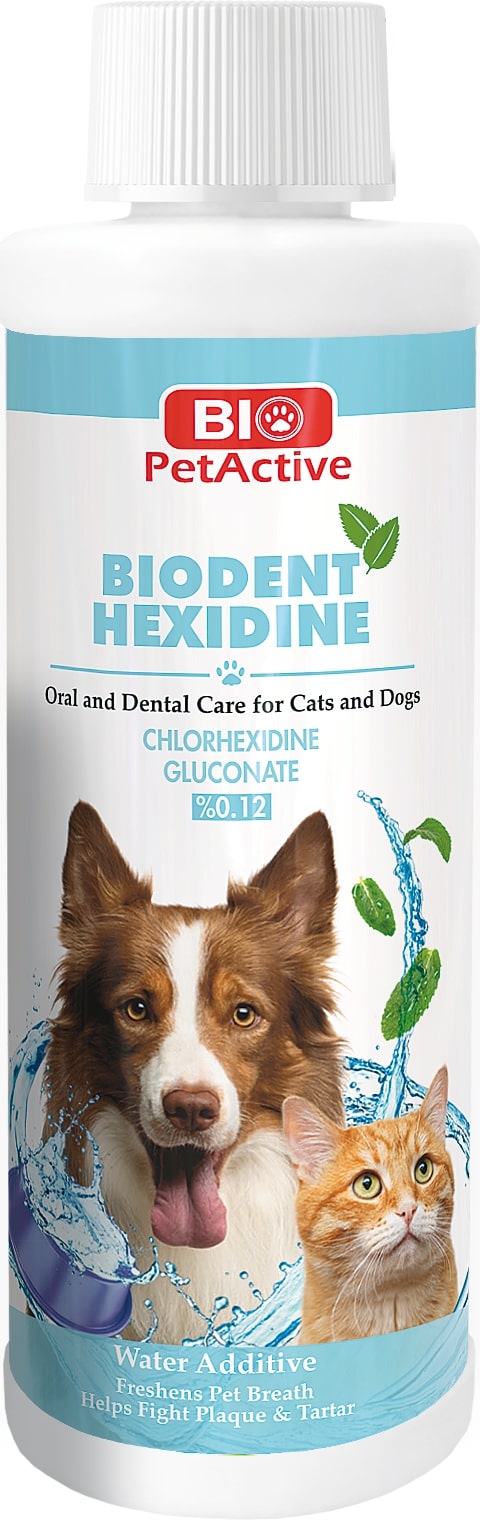 BIO
PetActive
BIODENT
HEXIDINE
Oral and Dental Care for Cats and Dogs
CHLORHEXIDINE
GLUCONATE
%0.12
Water Additive
Freshens Pet Breath
Helps Fight Plaque & Tartar